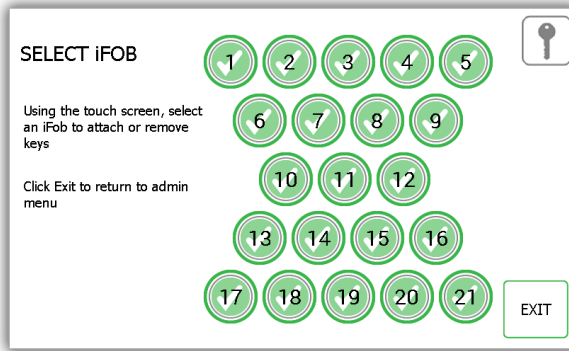 SELECT iFOB
Using the touch screen, select
an iFob to attach or remove
keys
Click Exit to return to admin
menu
1 2 3 4 5
6 7 8 9
10 11 12
13 14 15 16
17 18 19 20 21
EXIT